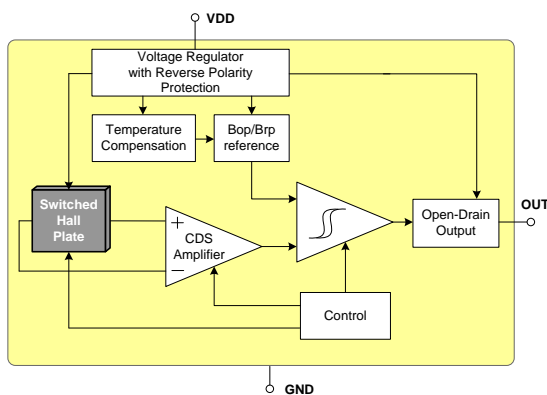 VDD
Voltage Regulator
with Reverse Polarity
Protection
Temperature
Compensation
Bop/Brp
reference
Switched
Hall
Plate
+
CDS
Amplifier
−
Open-Drain
Output
OUT
Control
GND